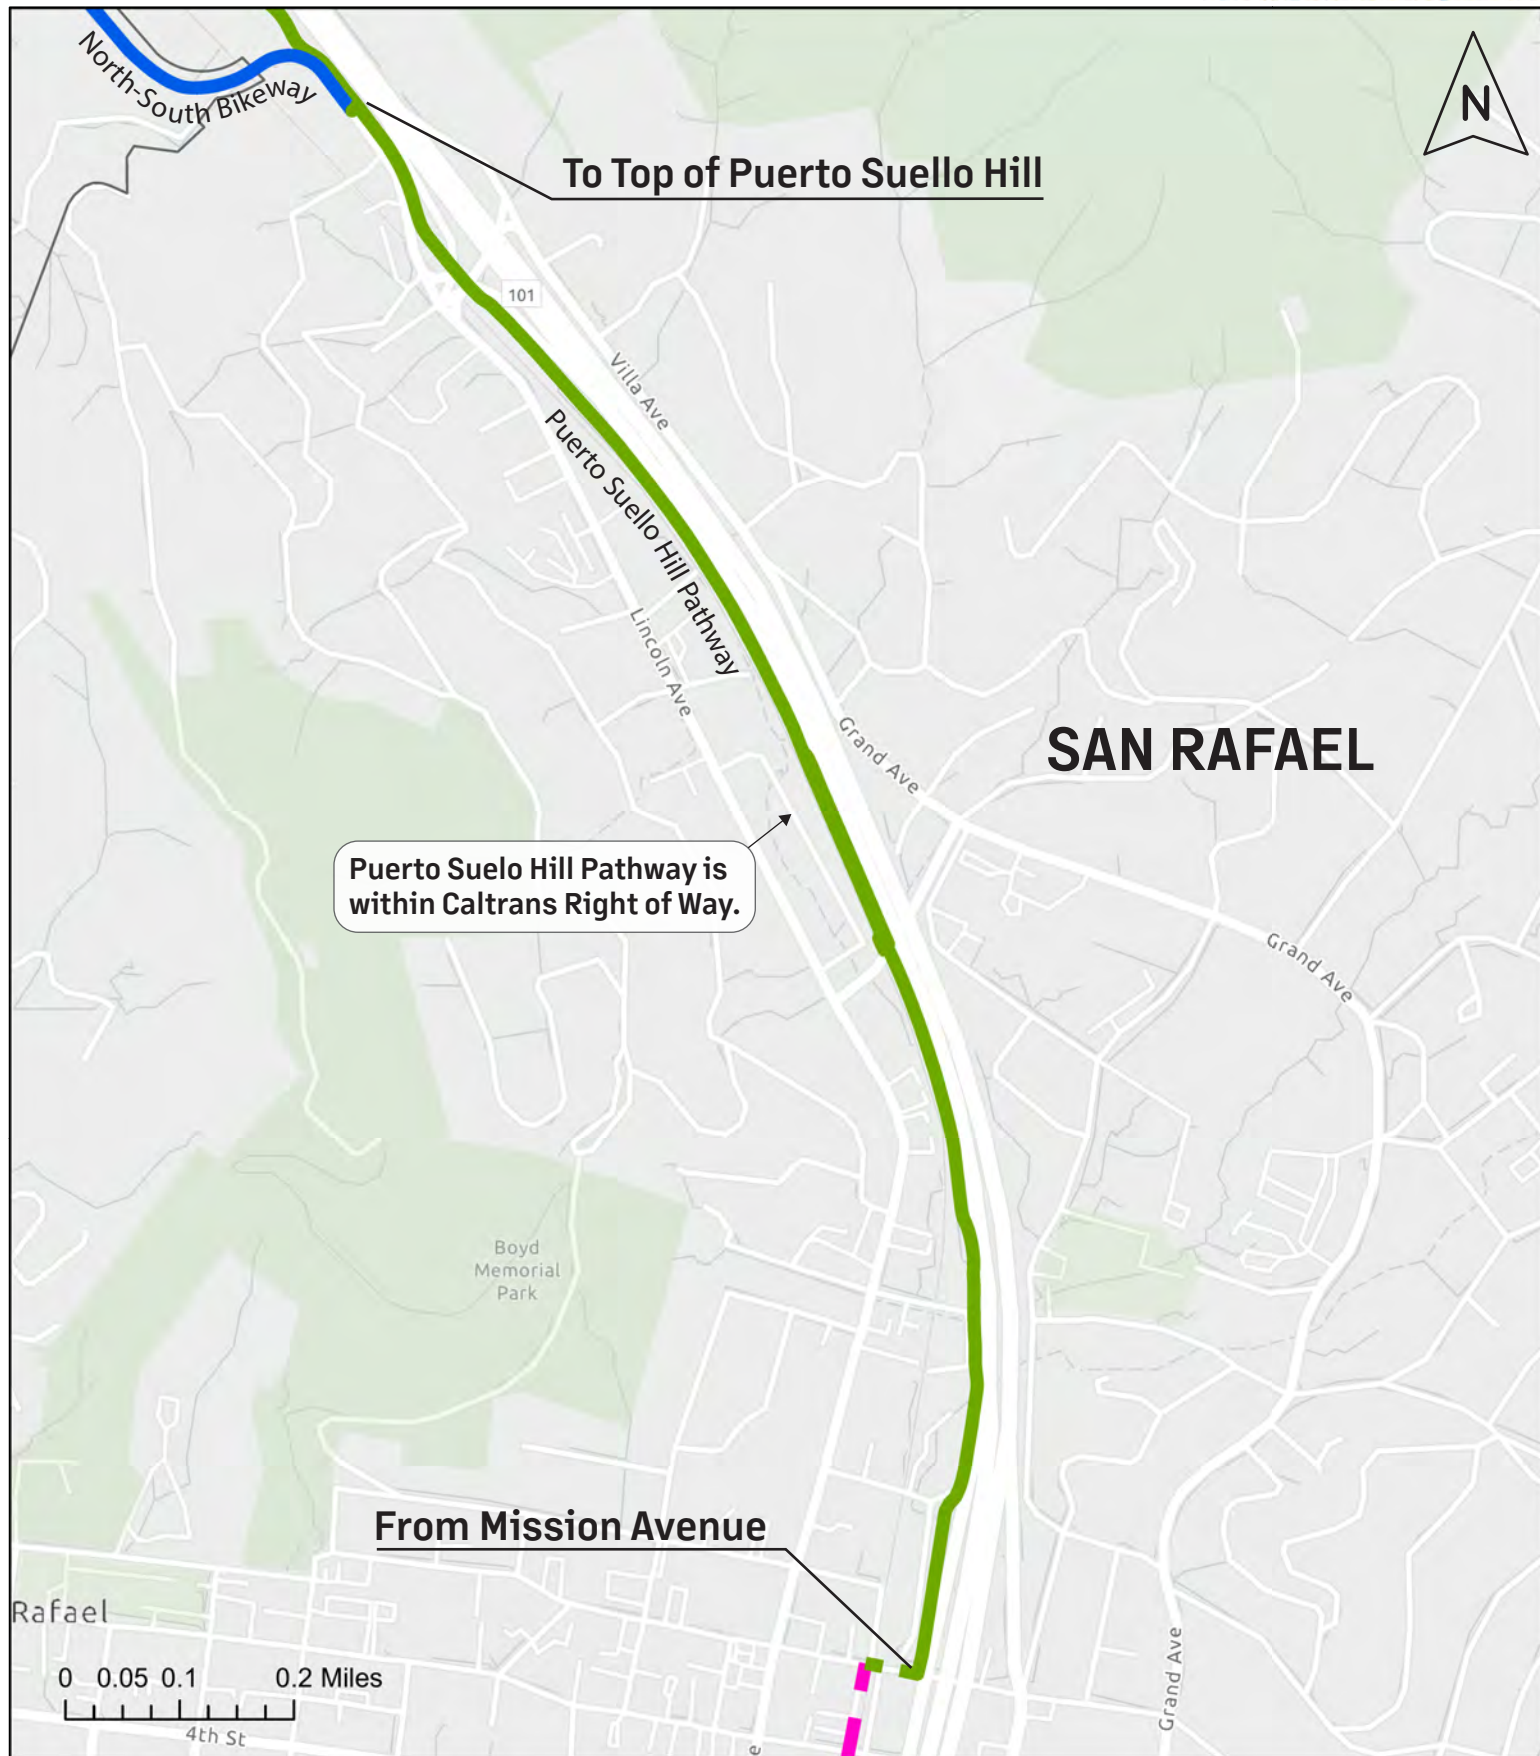 North-South Bikeway
N
To Top of Puerto Suello Hill
101
Villa Ave
Puerto Suello Hill Pathway
Lincoln Ave
Grand Ave
SAN RAFAEL
Puerto Suelo Hill Pathway is
within Caltrans Right of Way.
Grand Ave
Boyd
Memorial
Park
From Mission Avenue
Rafael
Grand Ave
0 0.05 0.1 0.2 Miles
4th St
e